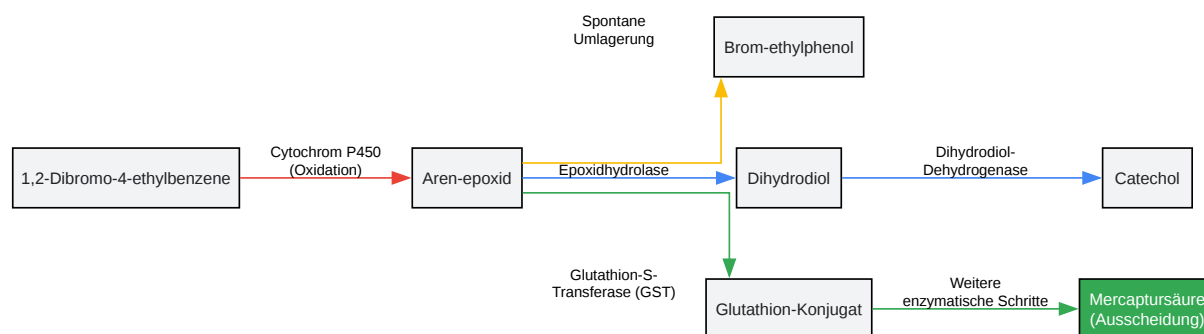 Spontane
Umlagerung
Brom-ethylphenol
1,2-Dibromo-4-ethylbenzene
Cytochrom P450
(Oxidation)
Aren-epoxid
Epoxidhydrolase
Dihydrodiol
Dihydrodiol-
Dehydrogenase
Catechol
Glutathion-S-
Transferase (GST)
Glutathion-Konjugat
Weitere
enzymatische Schritte
Mercaptursäure
(Ausscheidung)